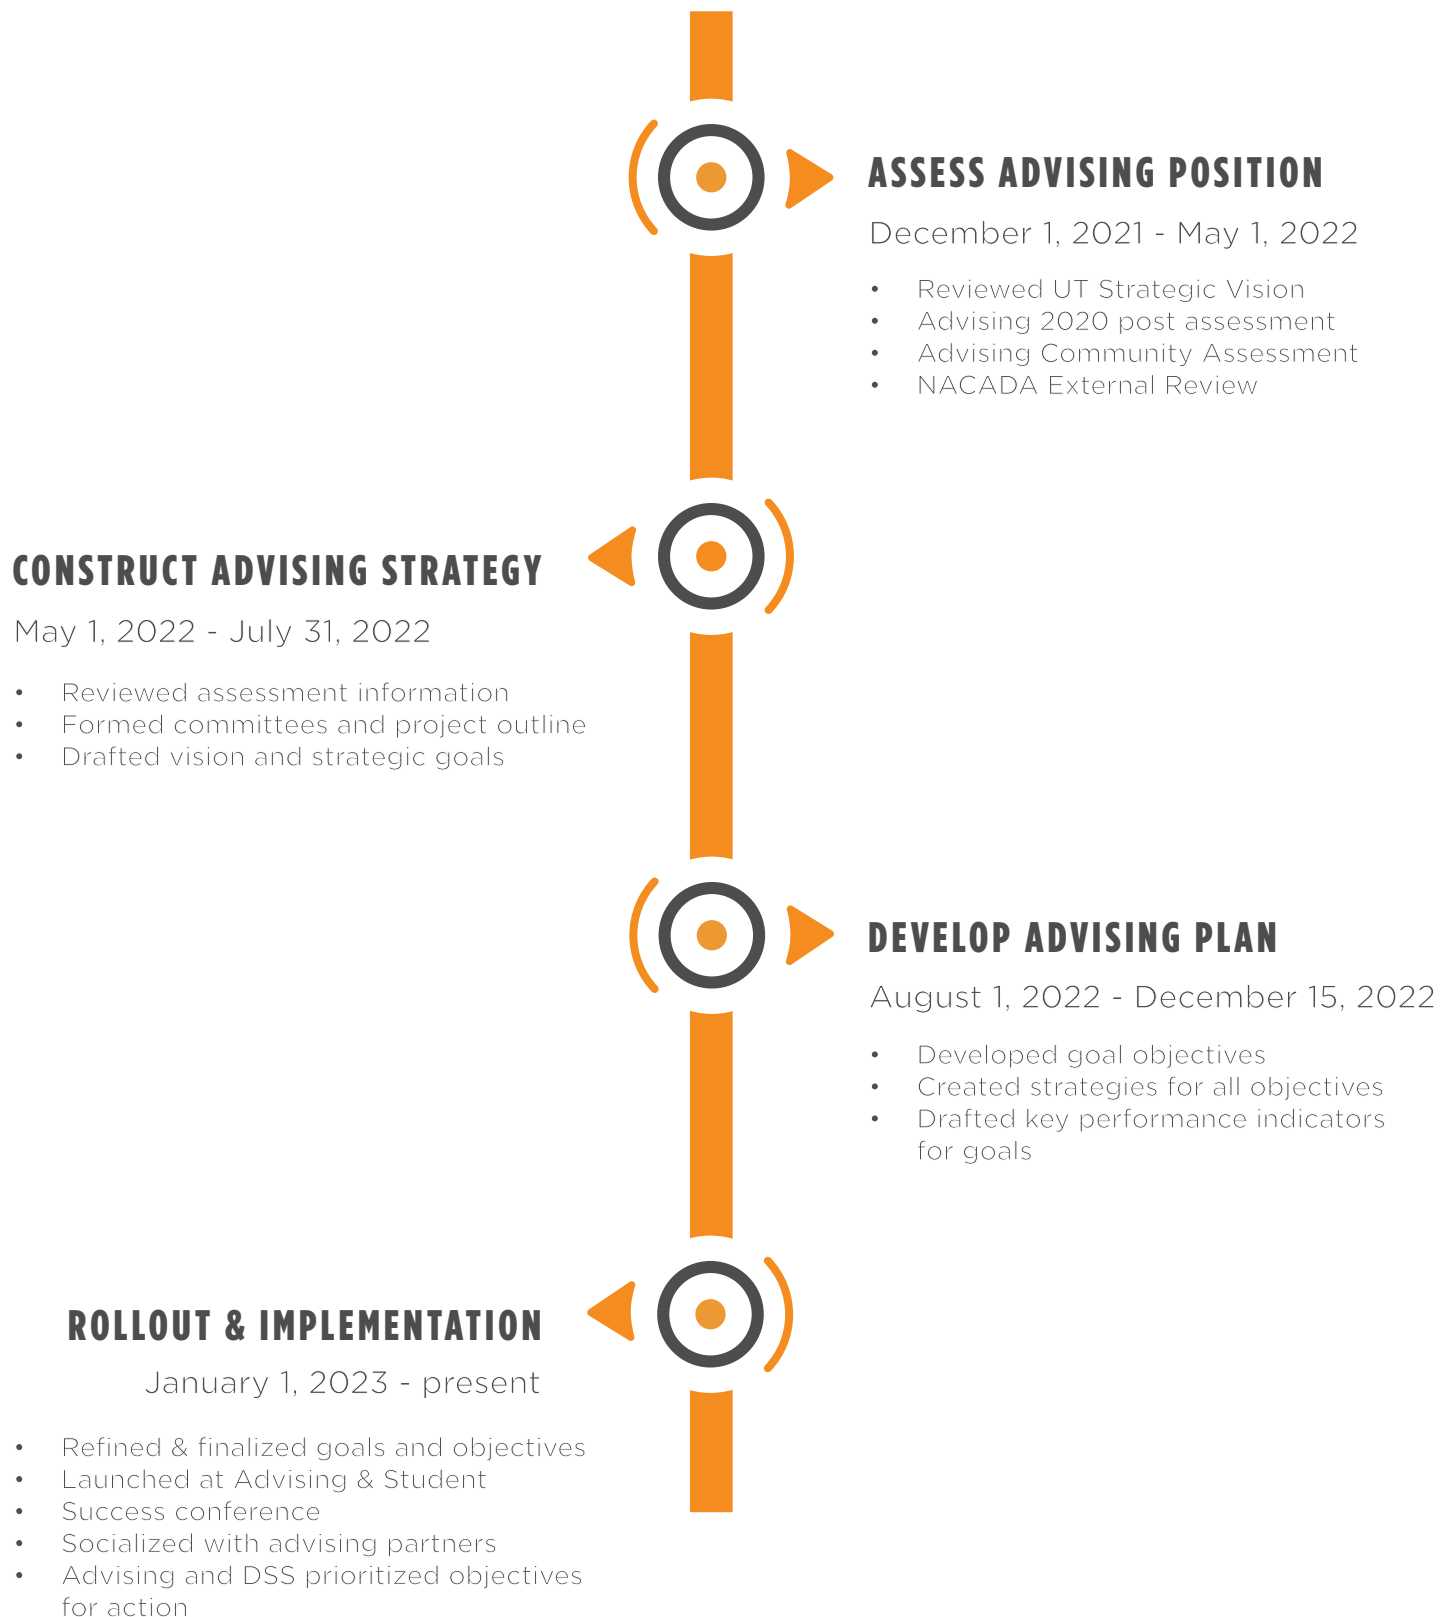 ASSESS ADVISING POSITION
December 1, 2021 - May 1, 2022
• Reviewed UT Strategic Vision
• Advising 2020 post assessment
• Advising Community Assessment
• NACADA External Review
CONSTRUCT ADVISING STRATEGY
May 1, 2022 - July 31, 2022
• Reviewed assessment information
• Formed committees and project outline
• Drafted vision and strategic goals
DEVELOP ADVISING PLAN
August 1, 2022 - December 15, 2022
• Developed goal objectives
• Created strategies for all objectives
• Drafted key performance indicators
for goals
ROLLOUT & IMPLEMENTATION
January 1, 2023 - present
• Refined & finalized goals and objectives
• Launched at Advising & Student
• Success conference
• Socialized with advising partners
• Advising and DSS prioritized objectives
for action